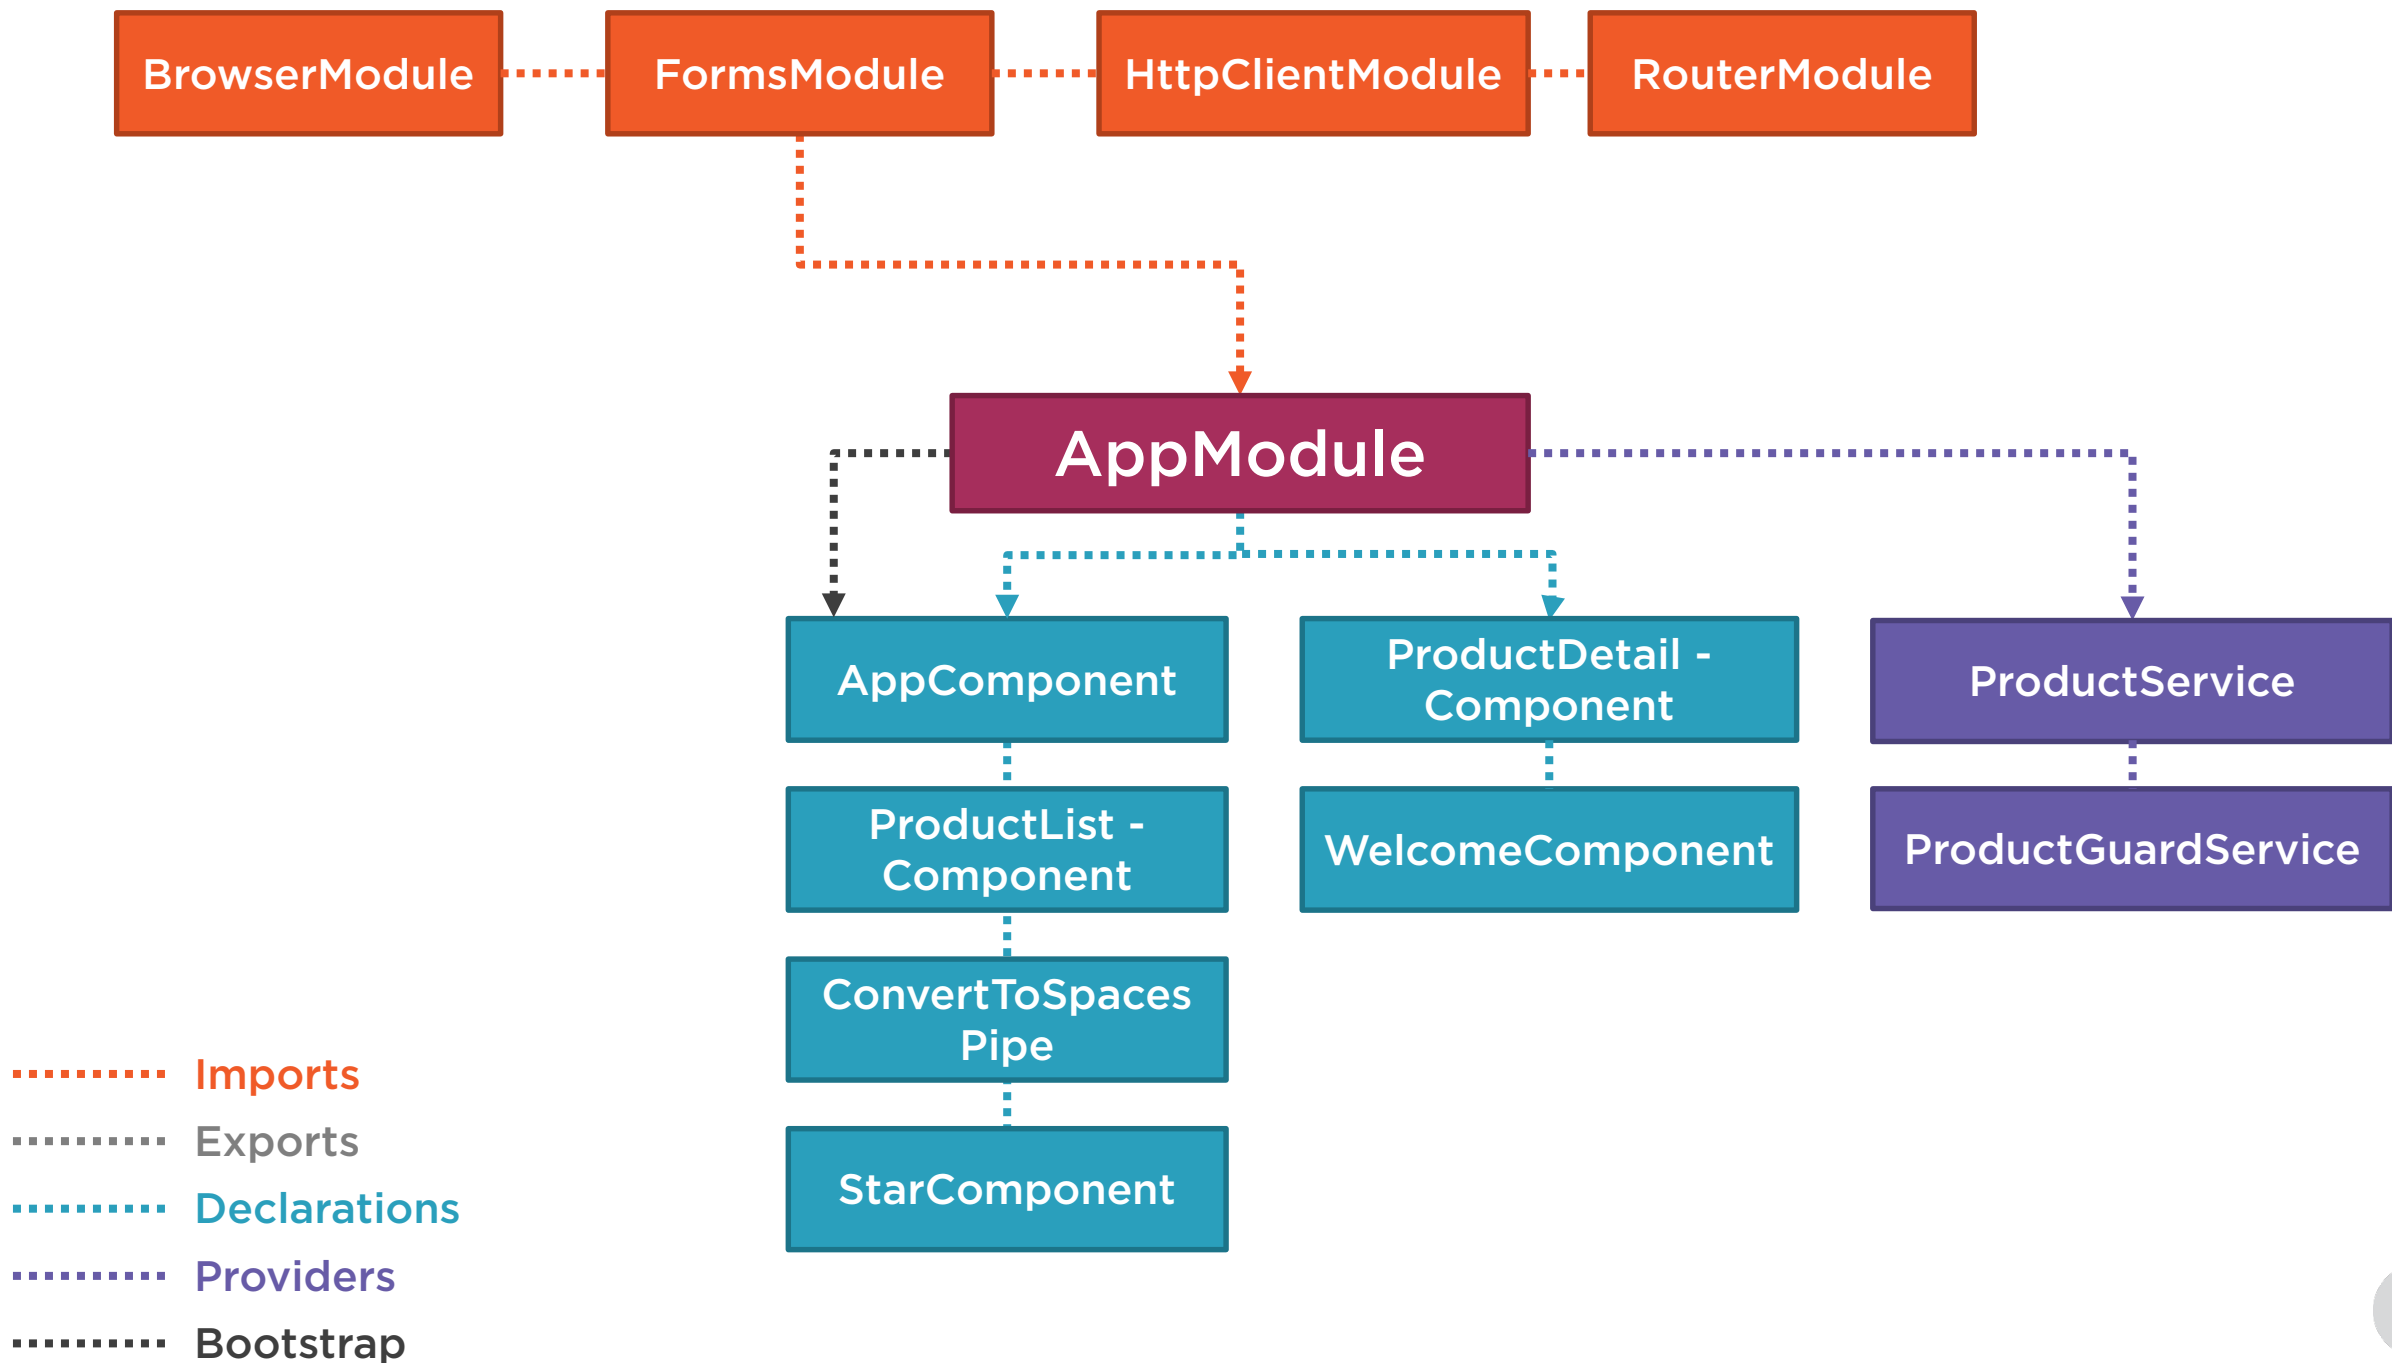 BrowserModule
FormsModule
HttpClientModule
RouterModule
AppModule
AppComponent
ProductDetail -
Component
ProductService
ProductList -
Component
WelcomeComponent
ProductGuardService
ConvertToSpaces
Pipe
StarComponent
Imports
Exports
Declarations
Providers
Bootstrap